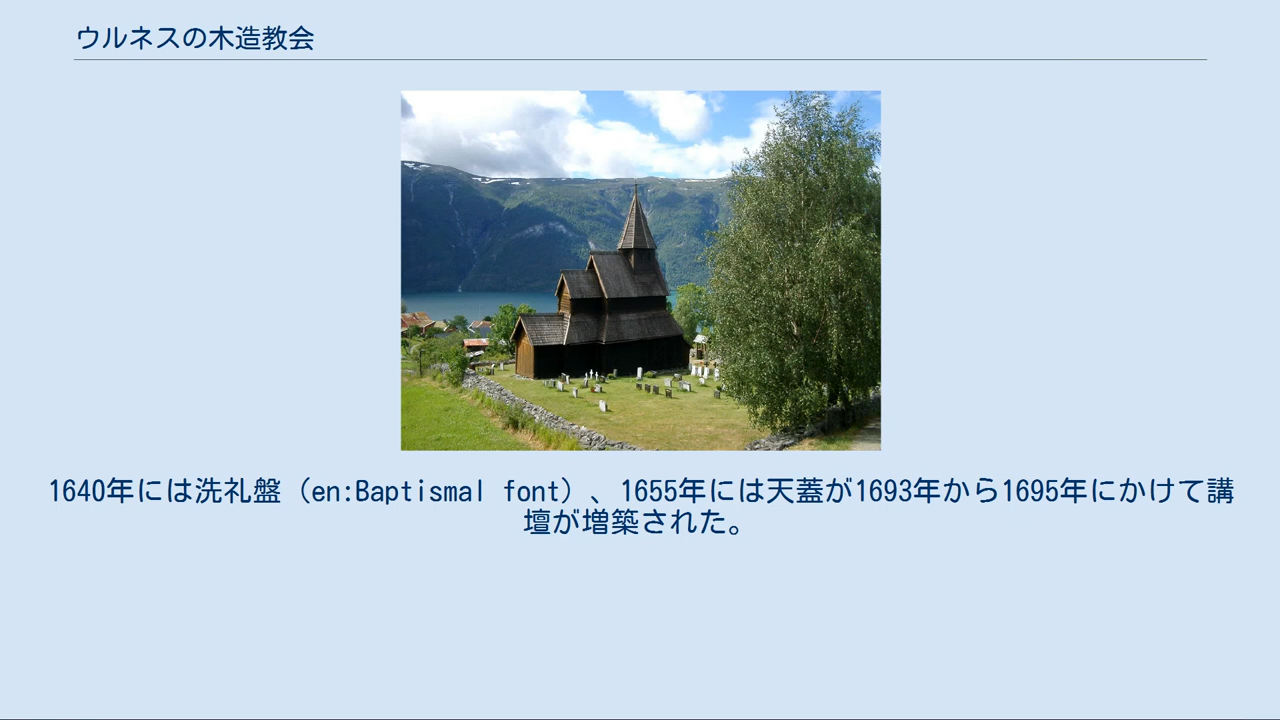 ウルネスの木造教会
1640年には洗礼盤（en:Baptismal font）、1655年には天蓋が1693年から1695年にかけて講
壇が増築された。